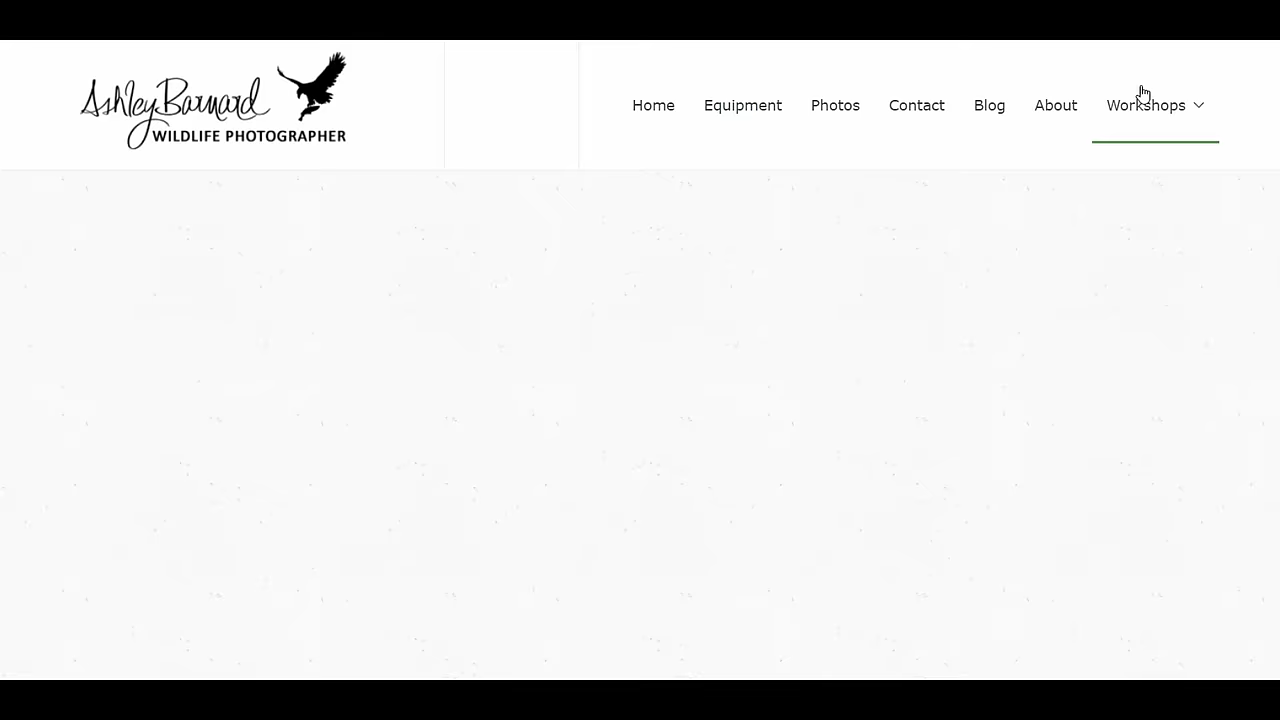 Ashley Barnard
WILDLIFE PHOTOGRAPHER
Home Equipment Photos Contact Blog About Workshops